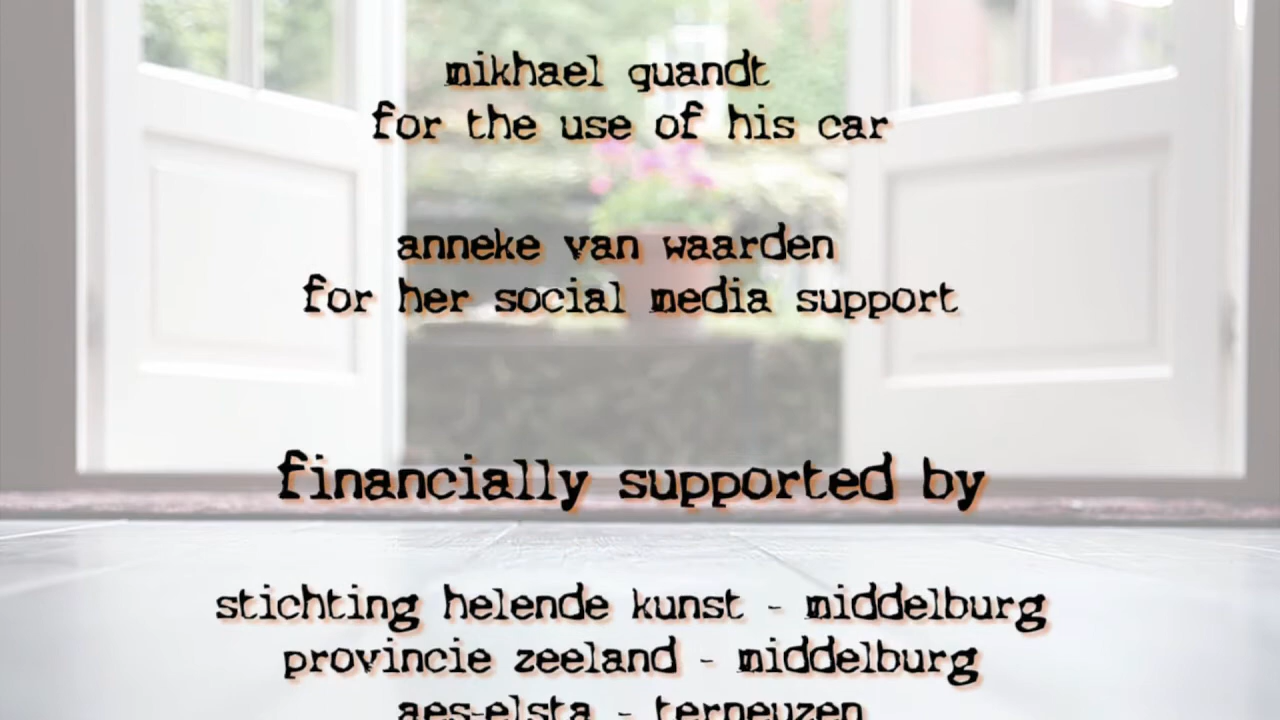 mikhael quandt
for the use of his car
anneke van waarden
for her social media support
financially supported by
stichting helende kunst - middelburg
provincie zeeland - middelburg
aes-elsta - terneuzen